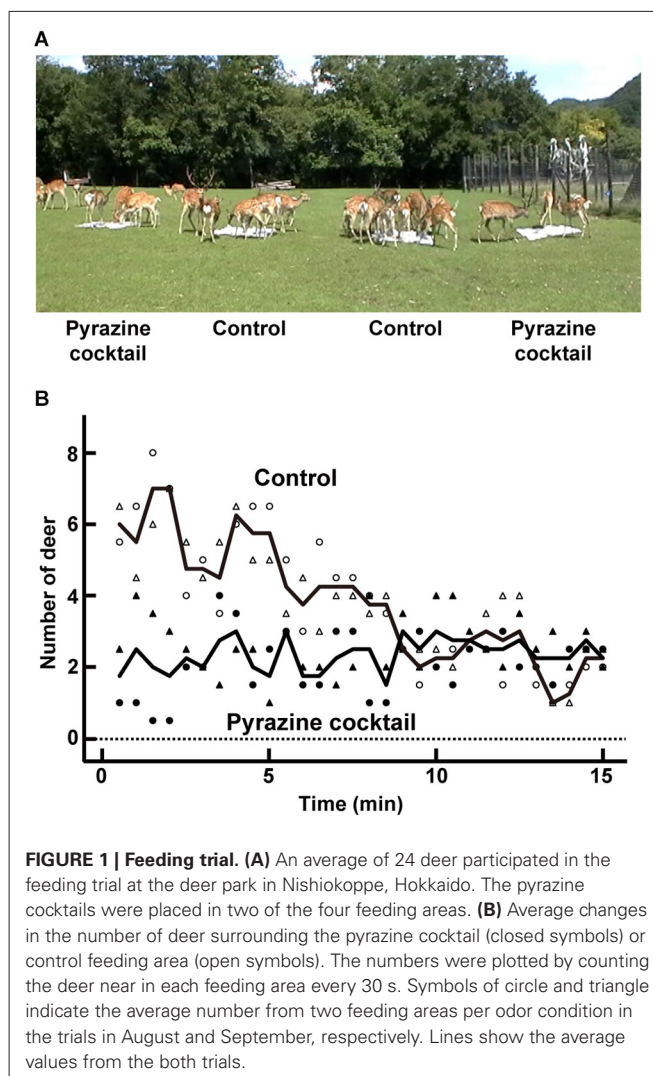 A
Pyrazine
cocktail
Control
Control
Pyrazine
cocktail
B
8
6
4
2
0
Number of deer
Control
Pyrazine cocktail
0
5
10
15
Time (min)
FIGURE 1 | Feeding trial. (A) An average of 24 deer participated in the
feeding trial at the deer park in Nishiokoppe, Hokkaido. The pyrazine
cocktails were placed in two of the four feeding areas. (B) Average changes
in the number of deer surrounding the pyrazine cocktail (closed symbols) or
control feeding area (open symbols). The numbers were plotted by counting
the deer near in each feeding area every 30 s. Symbols of circle and triangle
indicate the average number from two feeding areas per odor condition in
the trials in August and September, respectively. Lines show the average
values from the both trials.